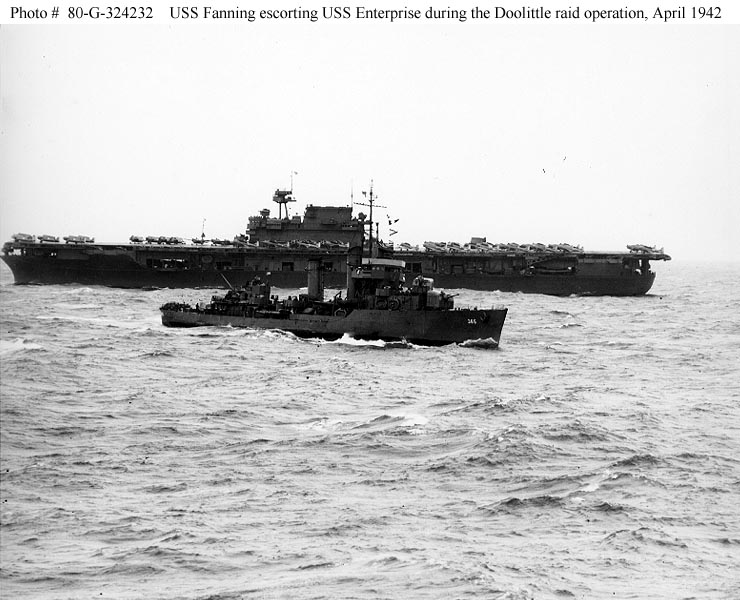 Photo # 80-G-324232 USS Fanning escorting USS Enterprise during the Doolittle raid operation, April 1942
385